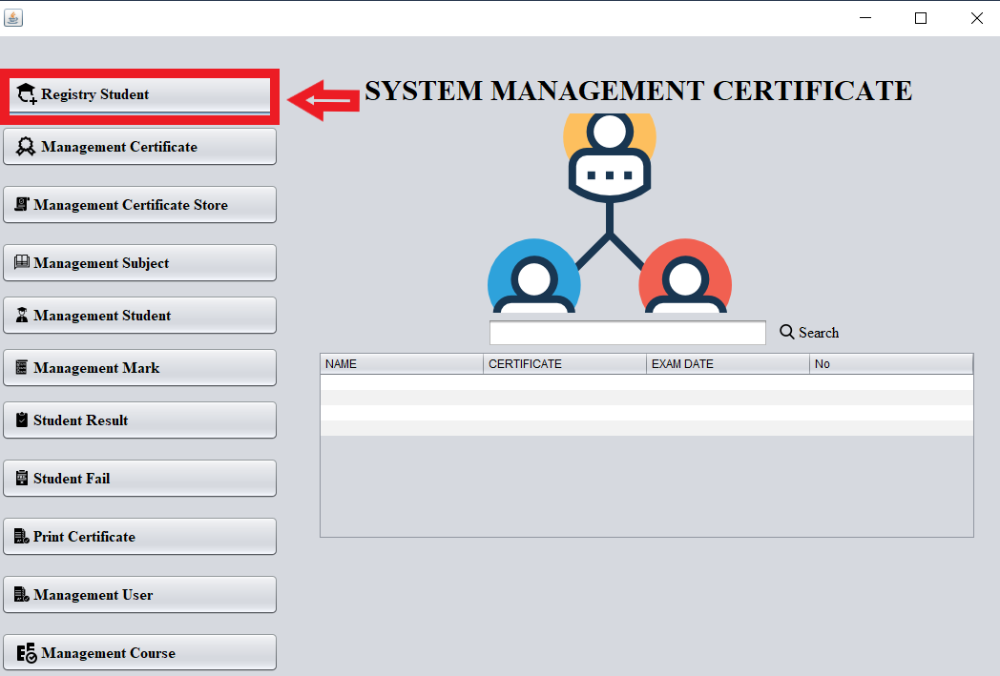 Registry Student
SYSTEM MANAGEMENT CERTIFICATE
Management Certificate
Management Certificate Store
Management Subject
Management Student
Management Mark
Student Result
Student Fail
Print Certificate
Management User
Management Course
Search
NAME CERTIFICATE EXAM DATE No